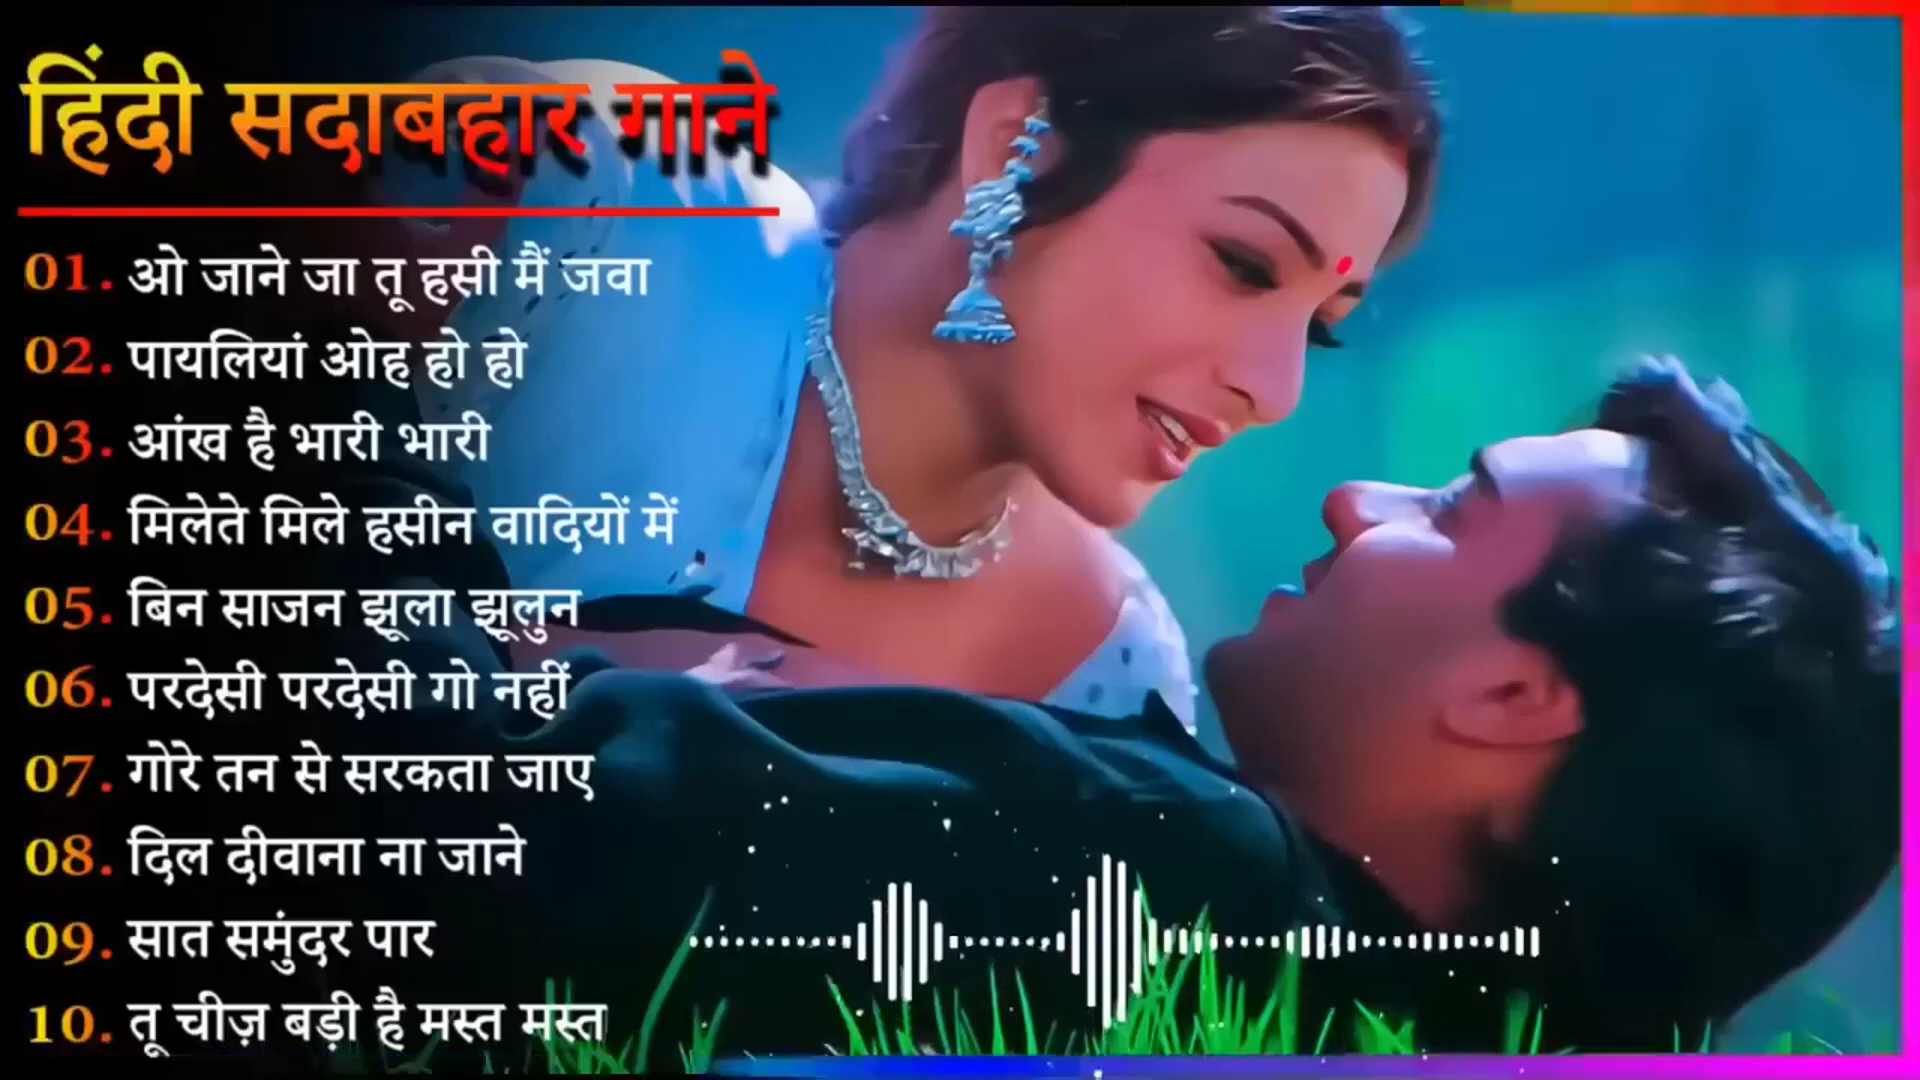 हिंदी सदाबहार गाने
01. ओ जाने जा तू हसी मैं जवा
02. पायलियां ओह हो हो
03. आंख है भारी भारी
04. मिलेते मिले हसीन वादियों में
05. बिन साजन झूला झूलुन
06. परदेसी परदेसी गो नहीं
07. गोरे तन से सरकता जाए
08. दिल दीवाना ना जाने
09. सात समुंदर पार
10. तू चीज़ बड़ी है मस्त मस्त